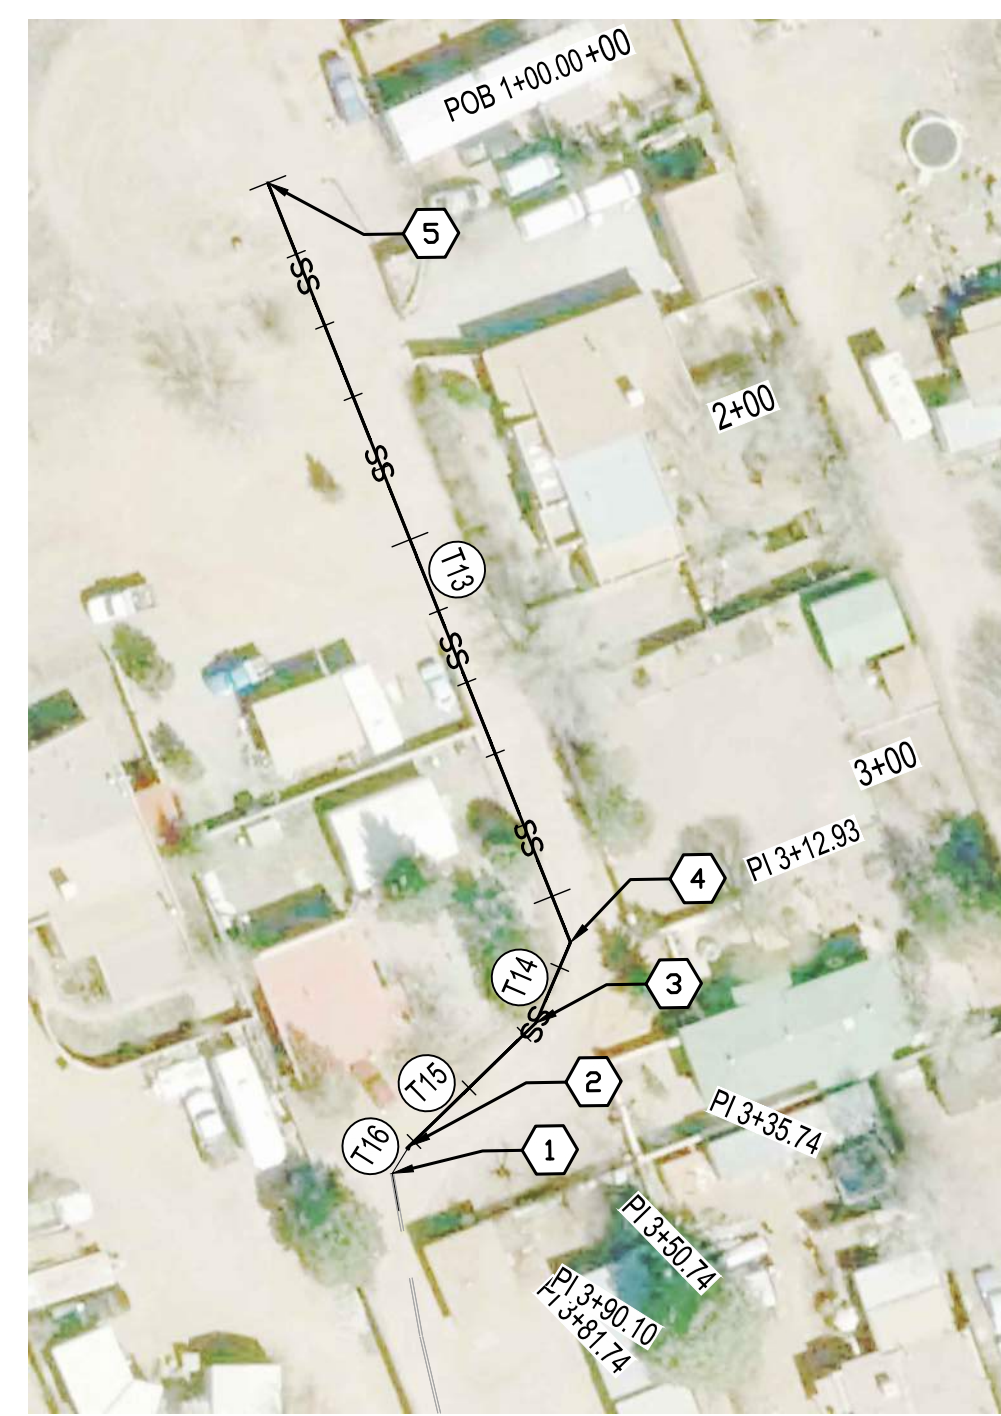 POB 1+00.00+00
5
SS
2+00
SS
T13
SS
3+00
SS
PI 3+12.93
4
T14
3
SS
T15
2
PI 3+35.74
T16
1
PI 3+50.74
PI 3+90.10
PI 3+81.74